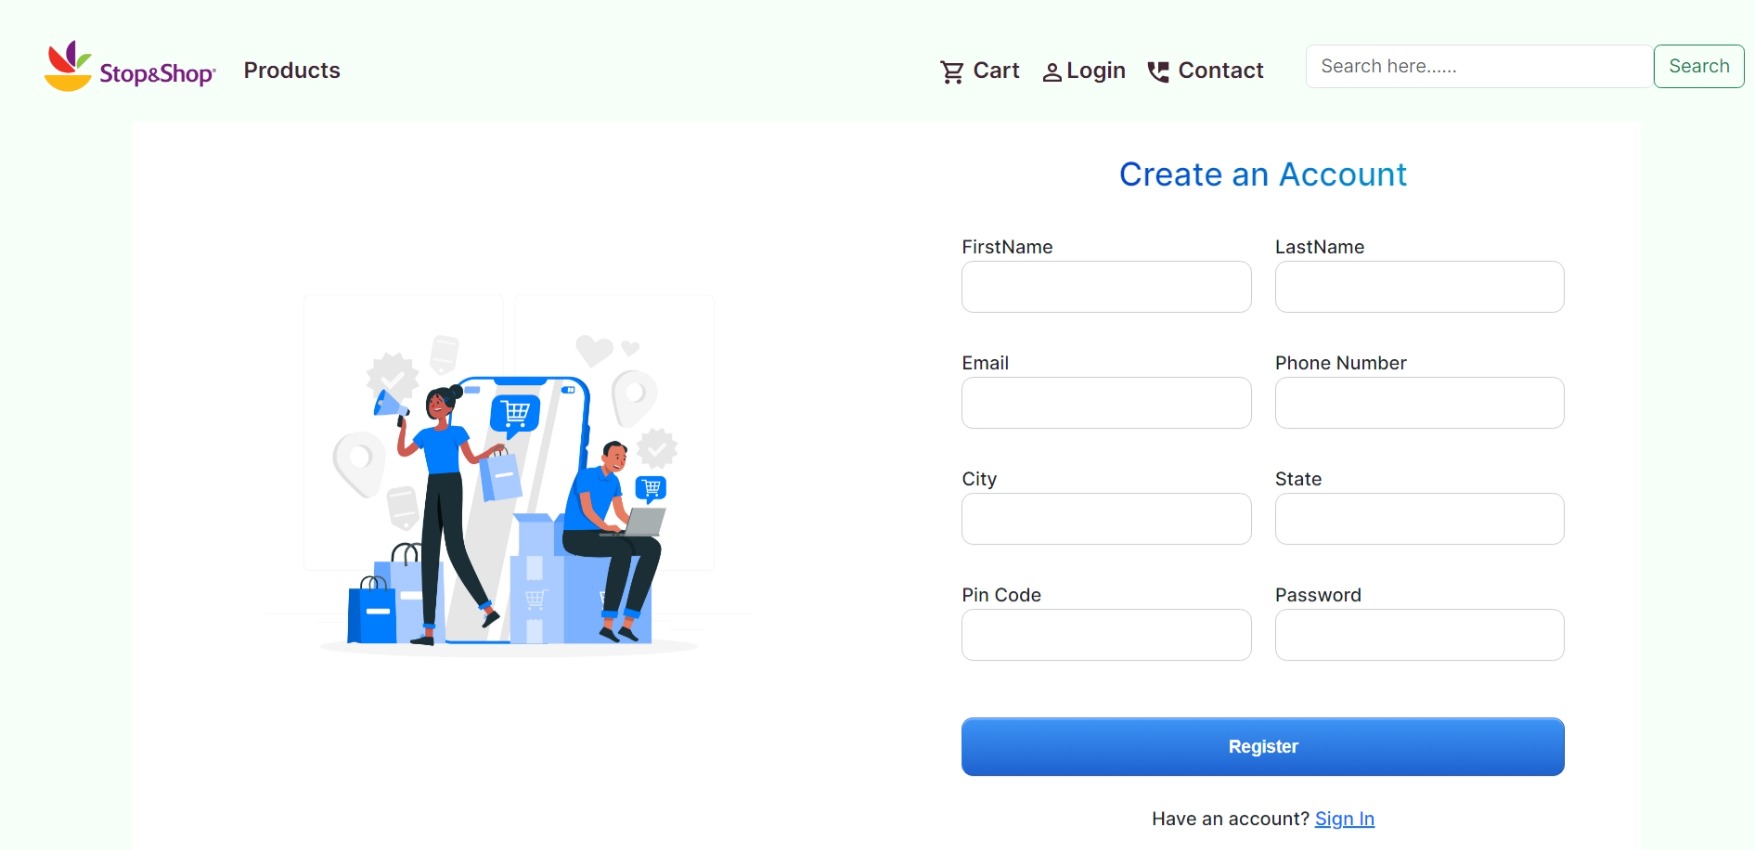 Stop&Shop Products Cart Login Contact Search here...... Search
Create an Account
FirstName LastName
Email Phone Number
City State
Pin Code Password
Register
Have an account? Sign In